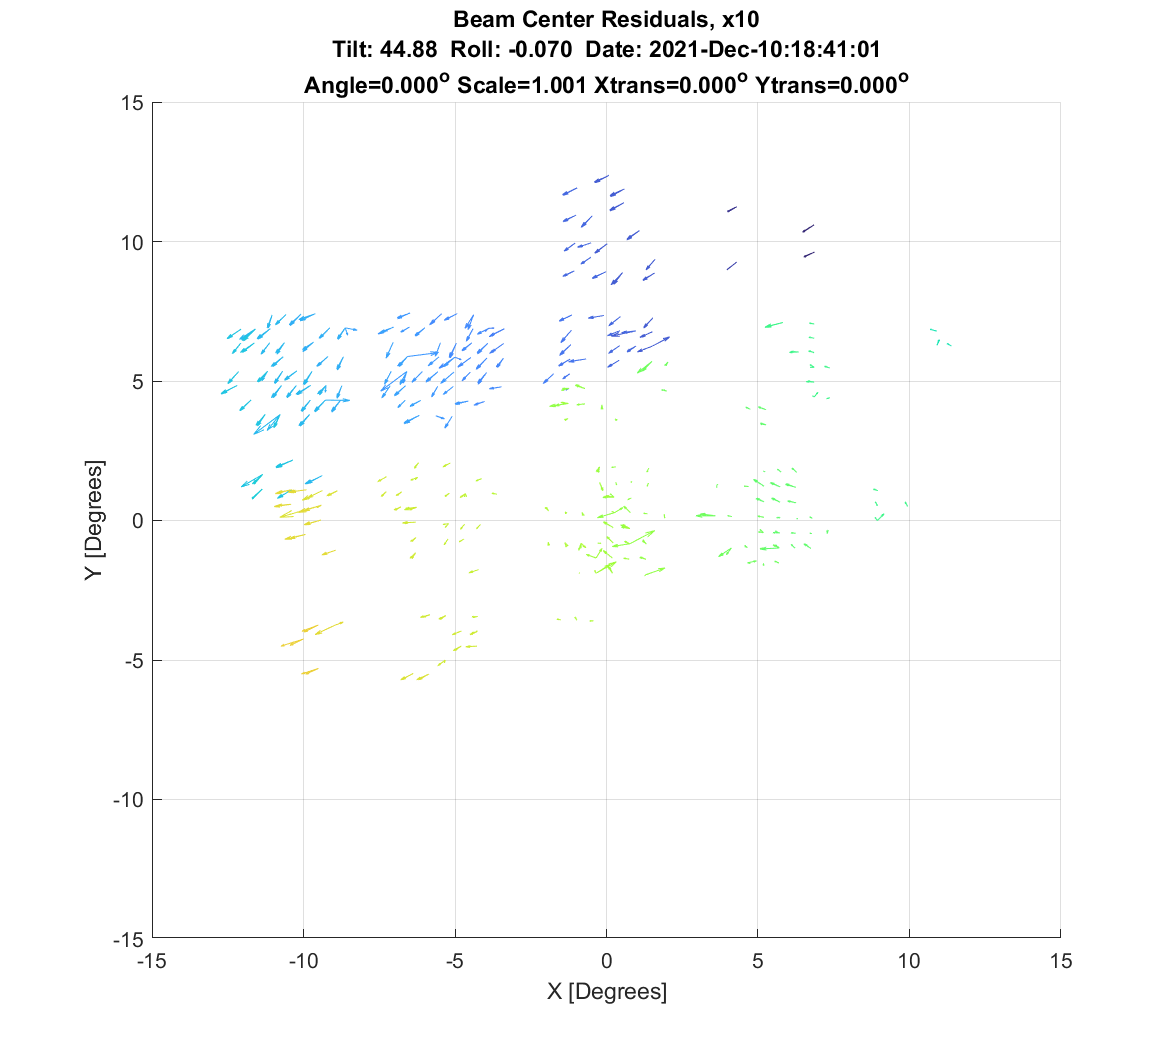 Beam Center Residuals, x10
Tilt: 44.88 Roll: -0.070 Date: 2021-Dec-10:18:41:01
Angle=0.000° Scale=1.001 Xtrans=0.000° Ytrans=0.000°
15
10
5
0
-5
-10
-15
Y [Degrees]
-15 -10 -5 0 5 10 15
X [Degrees]